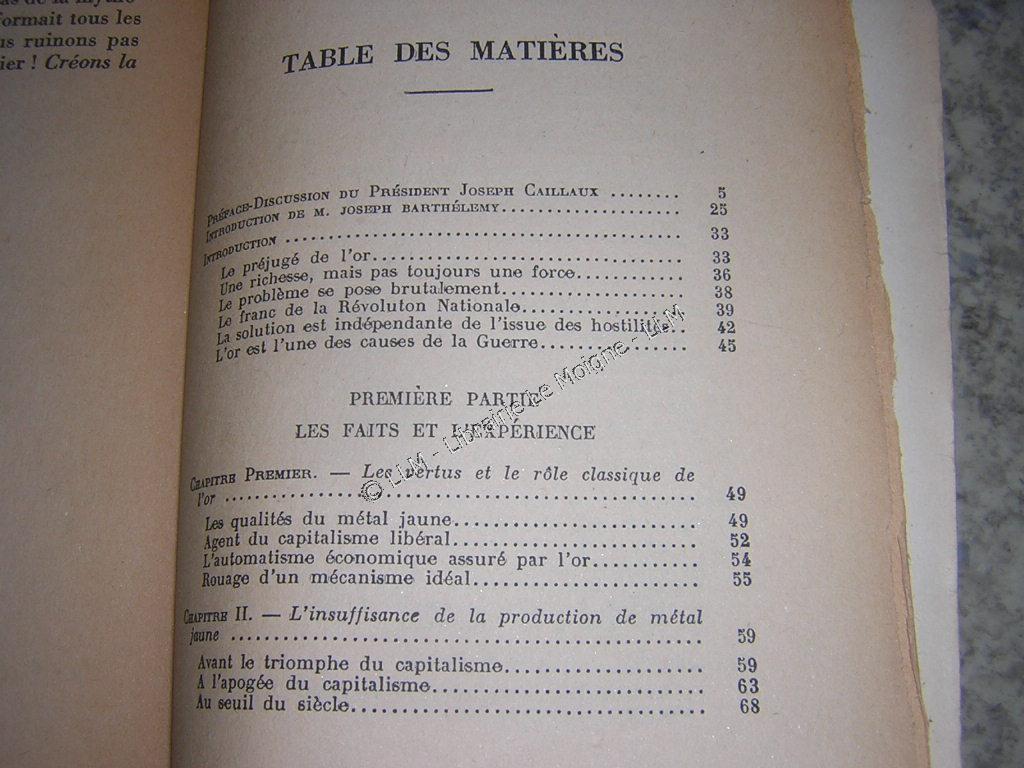 as de la mytho-
formait tous les
us ruinons pas
ier ! Créons la
TABLE DES MATIÈRES
PRÉFACE-DISCUSSION DU PRÉSIDENT JOSEPH CAILLAUX ........ 5
INTRODUCTION DE M. JOSEPH BARTHÉLEMY.................... 25
INTRODUCTION ............................................ 33
Le préjugé de l'or.................................. 33
Une richesse, mais pas toujours une force............ 36
Le problème se pose brutalement.................... 38
Le franc de la Révoluton Nationale.................. 39
La solution est indépendante de l'issue des hostilités.. 42
L'or est l'une des causes de la Guerre................ 45
PREMIÈRE PARTIE
LES FAITS ET L'EXPÉRIENCE
CHAPITRE PREMIER. — Les vertus et le rôle classique de
l'or .................................................. 49
Les qualités du métal jaune.......................... 49
Agent du capitalisme libéral.......................... 52
L'automatisme économique assuré par l'or........... 54
Rouage d'un mécanisme idéal........................ 55
CHAPITRE II. — L'insuffisance de la production de métal
jaune ................................................ 59
Avant le triomphe du capitalisme..................... 59
A l'apogée du capitalisme............................ 63
Au seuil du siècle.................................... 68
© LLM - Librairie Le Moigne - LLM